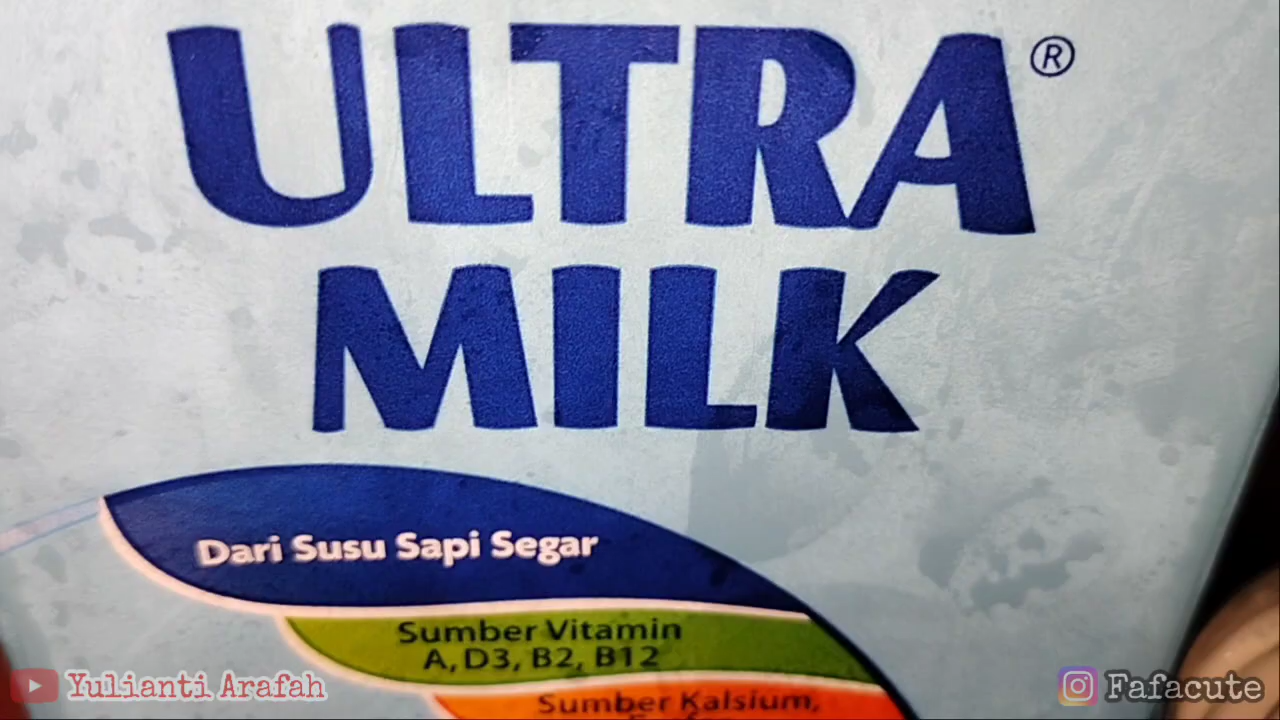 ULTRA®
MILK
Dari Susu Sapi Segar
Sumber Vitamin
A, D3, B2, B12
Sumber Kalsium,
Yulianti Arafah
Fafacute